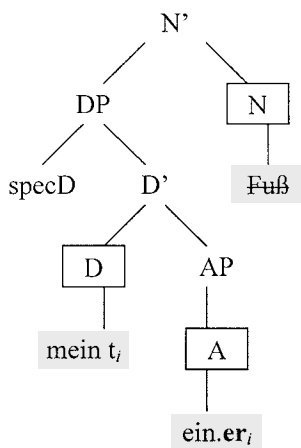 N’
DP N
specD D’ Fuß
D AP
mein tᵢ A
ein.erᵢ